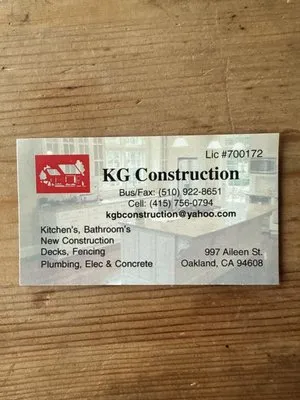 Lic #700172
KG Construction
Bus/Fax: (510) 922-8651
Cell: (415) 756-0794
kgbconstruction@yahoo.com
Kitchen's, Bathroom's
New Construction
Decks, Fencing
Plumbing, Elec & Concrete
997 Aileen St.
Oakland, CA 94608